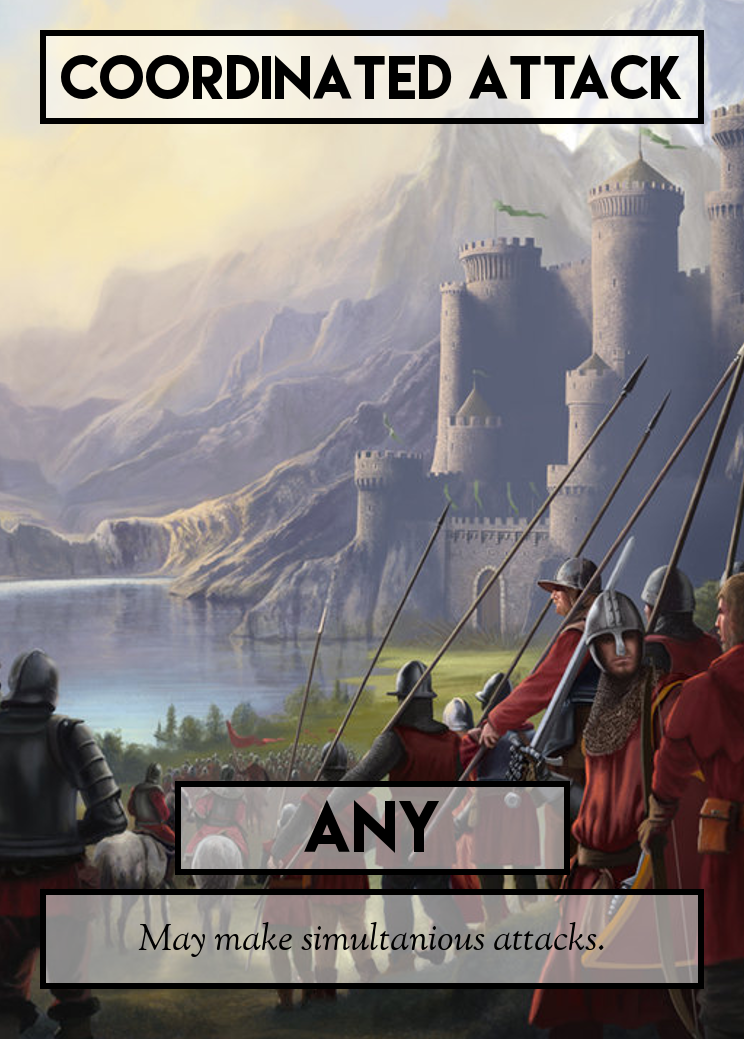 COORDINATED ATTACK
ANY
May make simultanious attacks.